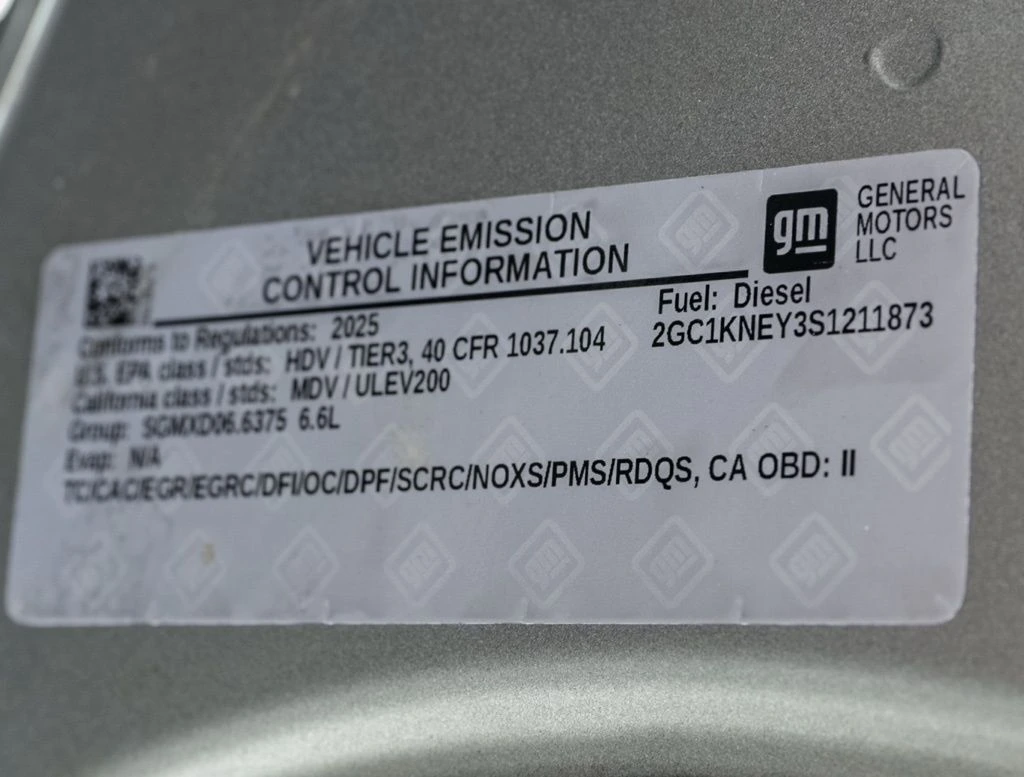 VEHICLE EMISSION
CONTROL INFORMATION
gm
GENERAL
MOTORS
LLC
Conforms to Regulations: 2025
Fuel: Diesel
U.S. EPA class / stds: HDV / TIER3, 40 CFR 1037.104
2GC1KNEY3S1211873
California class / stds: MDV / ULEV200
Group: SGMXD06.6375 6.6L
Evap: N/A
TC/CAC/EGR/EGRC/DFI/OC/DPF/SCRC/NOXS/PMS/RDQS, CA OBD: II